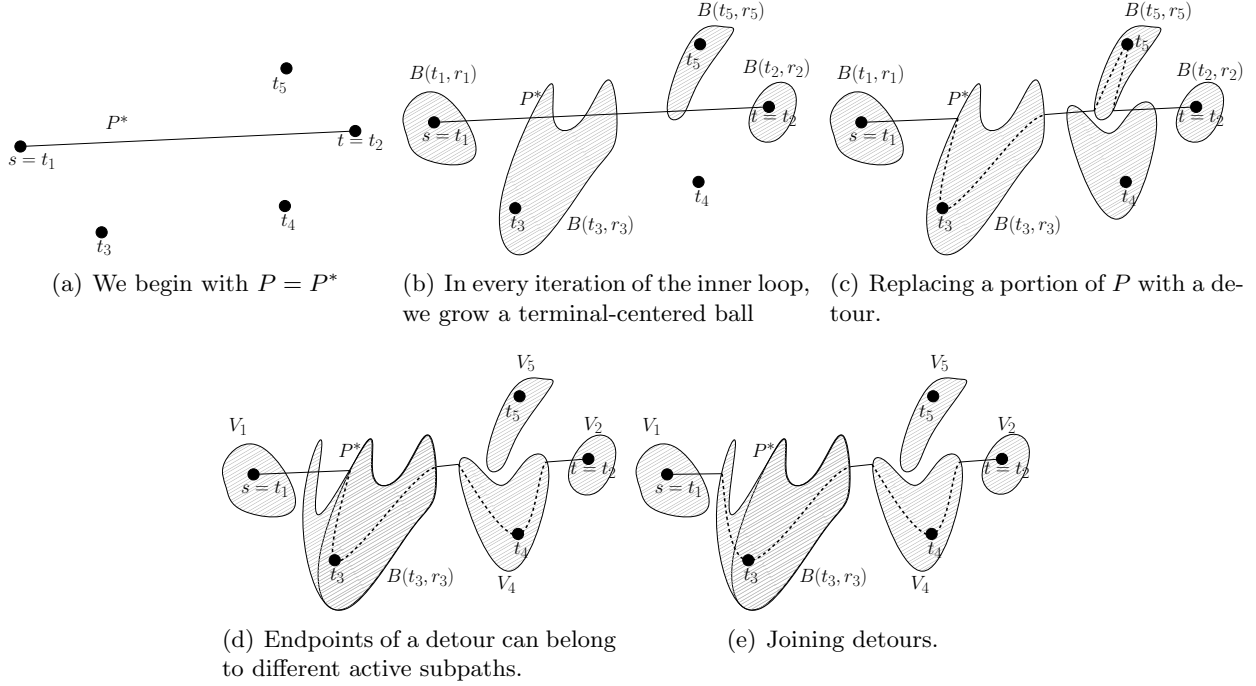 t₅
P*
s = t₁
t = t₂
t₄
t₃
(a) We begin with P = P*
B(t₅, r₅)
t₅
B(t₁, r₁)
B(t₂, r₂)
P*
s = t₁
t = t₂
t₄
t₃
B(t₃, r₃)
(b) In every iteration of the inner loop,
we grow a terminal-centered ball
B(t₅, r₅)
t₅
B(t₁, r₁)
B(t₂, r₂)
P*
s = t₁
t = t₂
t₄
t₃
B(t₃, r₃)
(c) Replacing a portion of P with a de-
tour.
V₅
t₅
V₁
V₂
P*
s = t₁
t = t₂
t₄
t₃
B(t₃, r₃)
V₄
(d) Endpoints of a detour can belong
to different active subpaths.
V₅
t₅
V₁
V₂
P*
s = t₁
t = t₂
t₄
t₃
B(t₃, r₃)
V₄
(e) Joining detours.